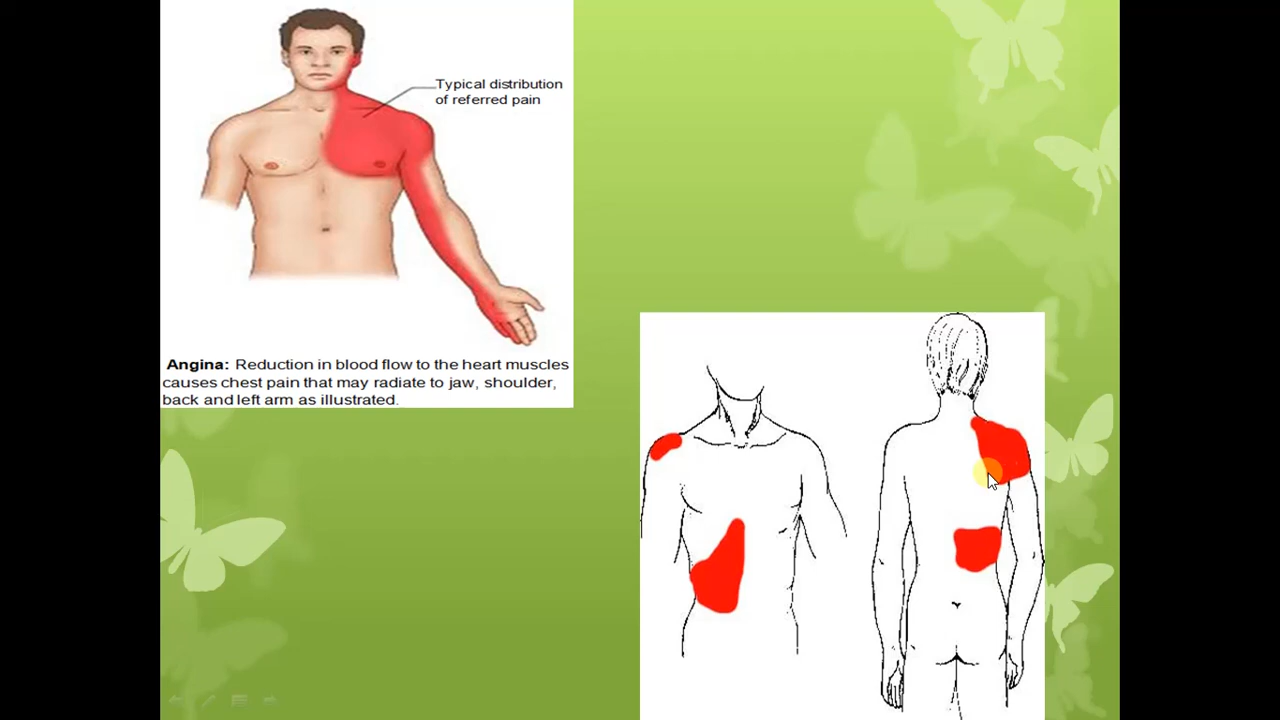 Typical distribution
of referred pain
Angina: Reduction in blood flow to the heart muscles
causes chest pain that may radiate to jaw, shoulder,
back and left arm as illustrated.